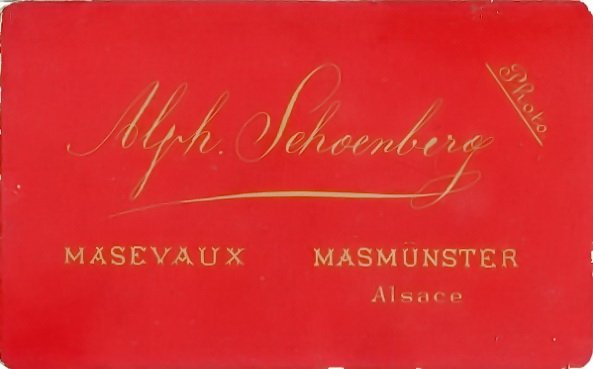 Photo
Alph. Schoenberg
MASEVAUX MASMÜNSTER
Alsace